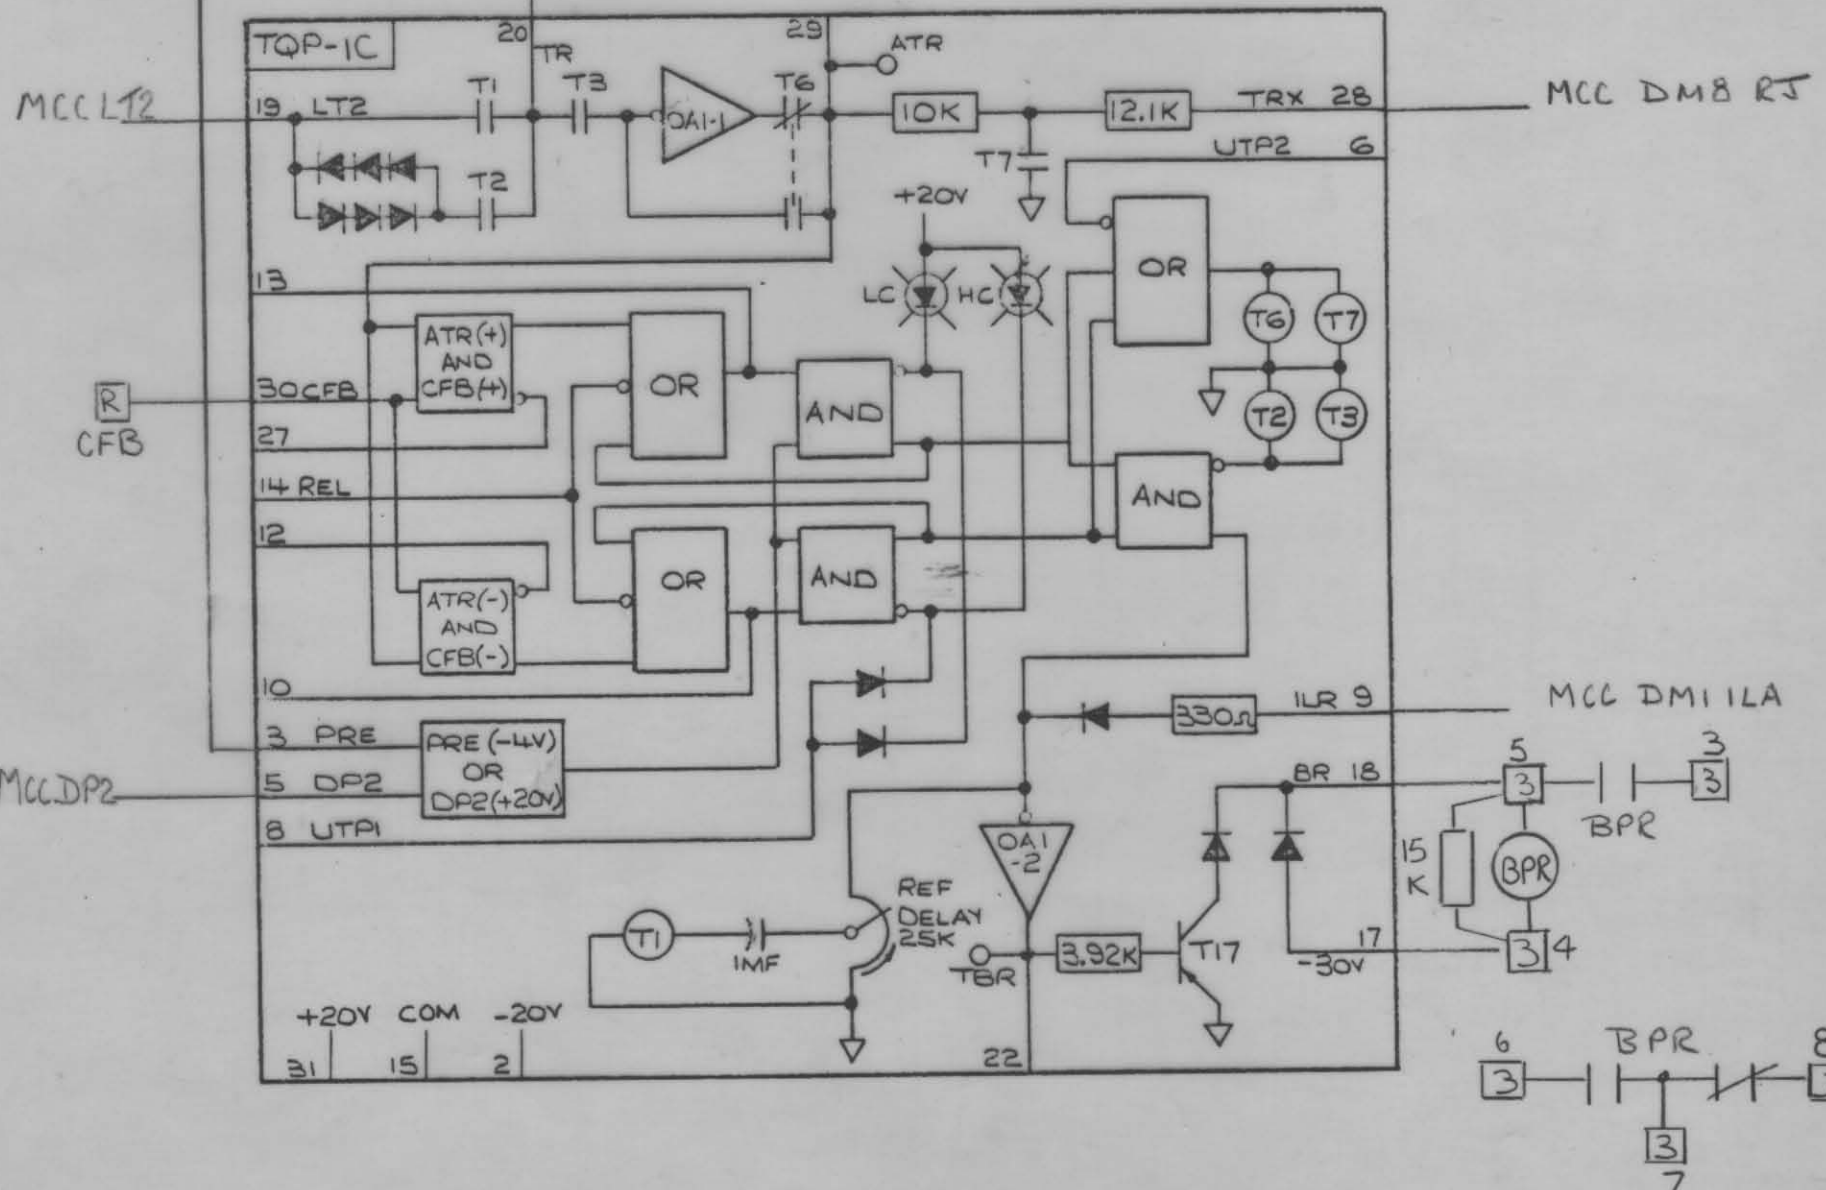 TQP-1C
20
29
TR
ATR
MCC LT2
19 LT2
T1
T3
OA1-1
T6
10K
12.1K
TRX 28
MCC DM8 RJ
UTP2 6
T2
T7
+20V
13
LC
HC
OR
T6
T7
ATR(+)
AND
CFB(+)
OR
AND
R
CFB
30 CFB
27
T2
T3
14 REL
AND
12
OR
AND
ATR(-)
AND
CFB(-)
10
ILR 9
330Ω
MCC DM1 ILA
3 PRE
PRE (-4V)
OR
DP2(+20V)
MCC DP2
5 DP2
8 UTP1
BR 18
5
3
3
3
BPR
15
K
BPR
OA1
-2
REF
DELAY
25K
T1
1MF
TBR
3.92K
T17
17
-30V
3
4
+20V COM -20V
31
15
2
22
6
3
BPR
8
3
7